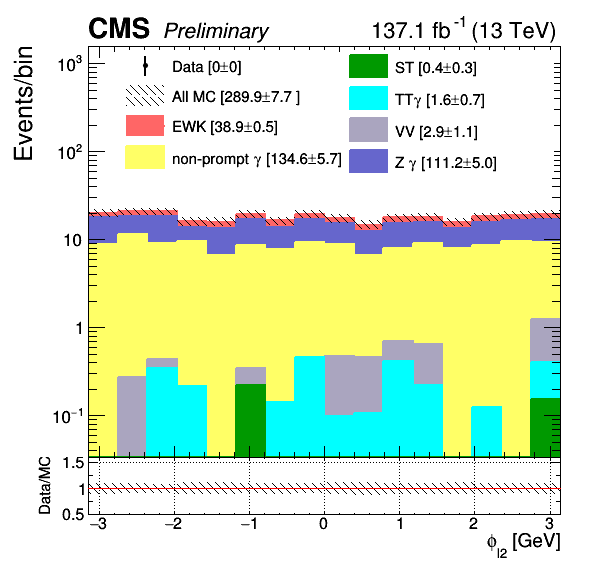 CMS Preliminary 137.1 fb⁻¹ (13 TeV)
Events/bin
10³
10²
10
1
10⁻¹
Data [0±0]
All MC [289.9±7.7 ]
EWK [38.9±0.5]
non-prompt γ [134.6±5.7]
ST [0.4±0.3]
TTγ [1.6±0.7]
VV [2.9±1.1]
Z γ [111.2±5.0]
Data/MC
1.5
1
0.5
−3 −2 −1 0 1 2 3
ϕ_l2 [GeV]